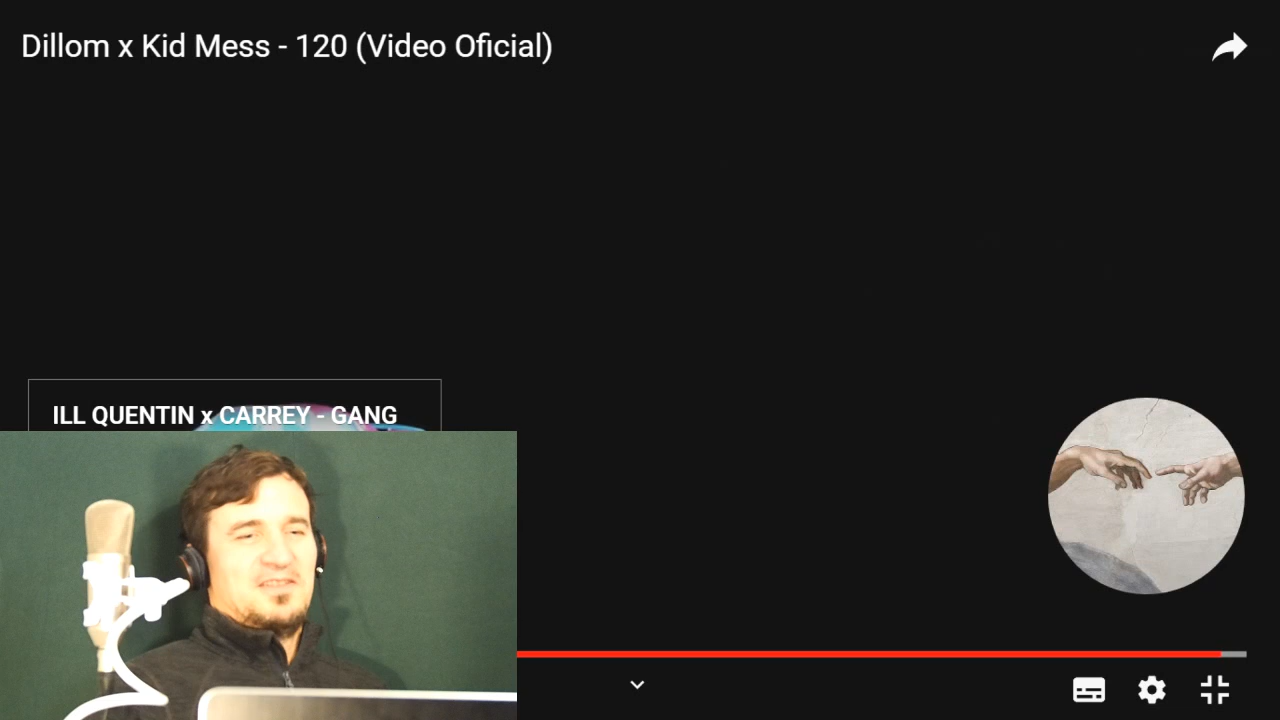 Dillom x Kid Mess - 120 (Video Oficial)
ILL QUENTIN x CARREY - GANG